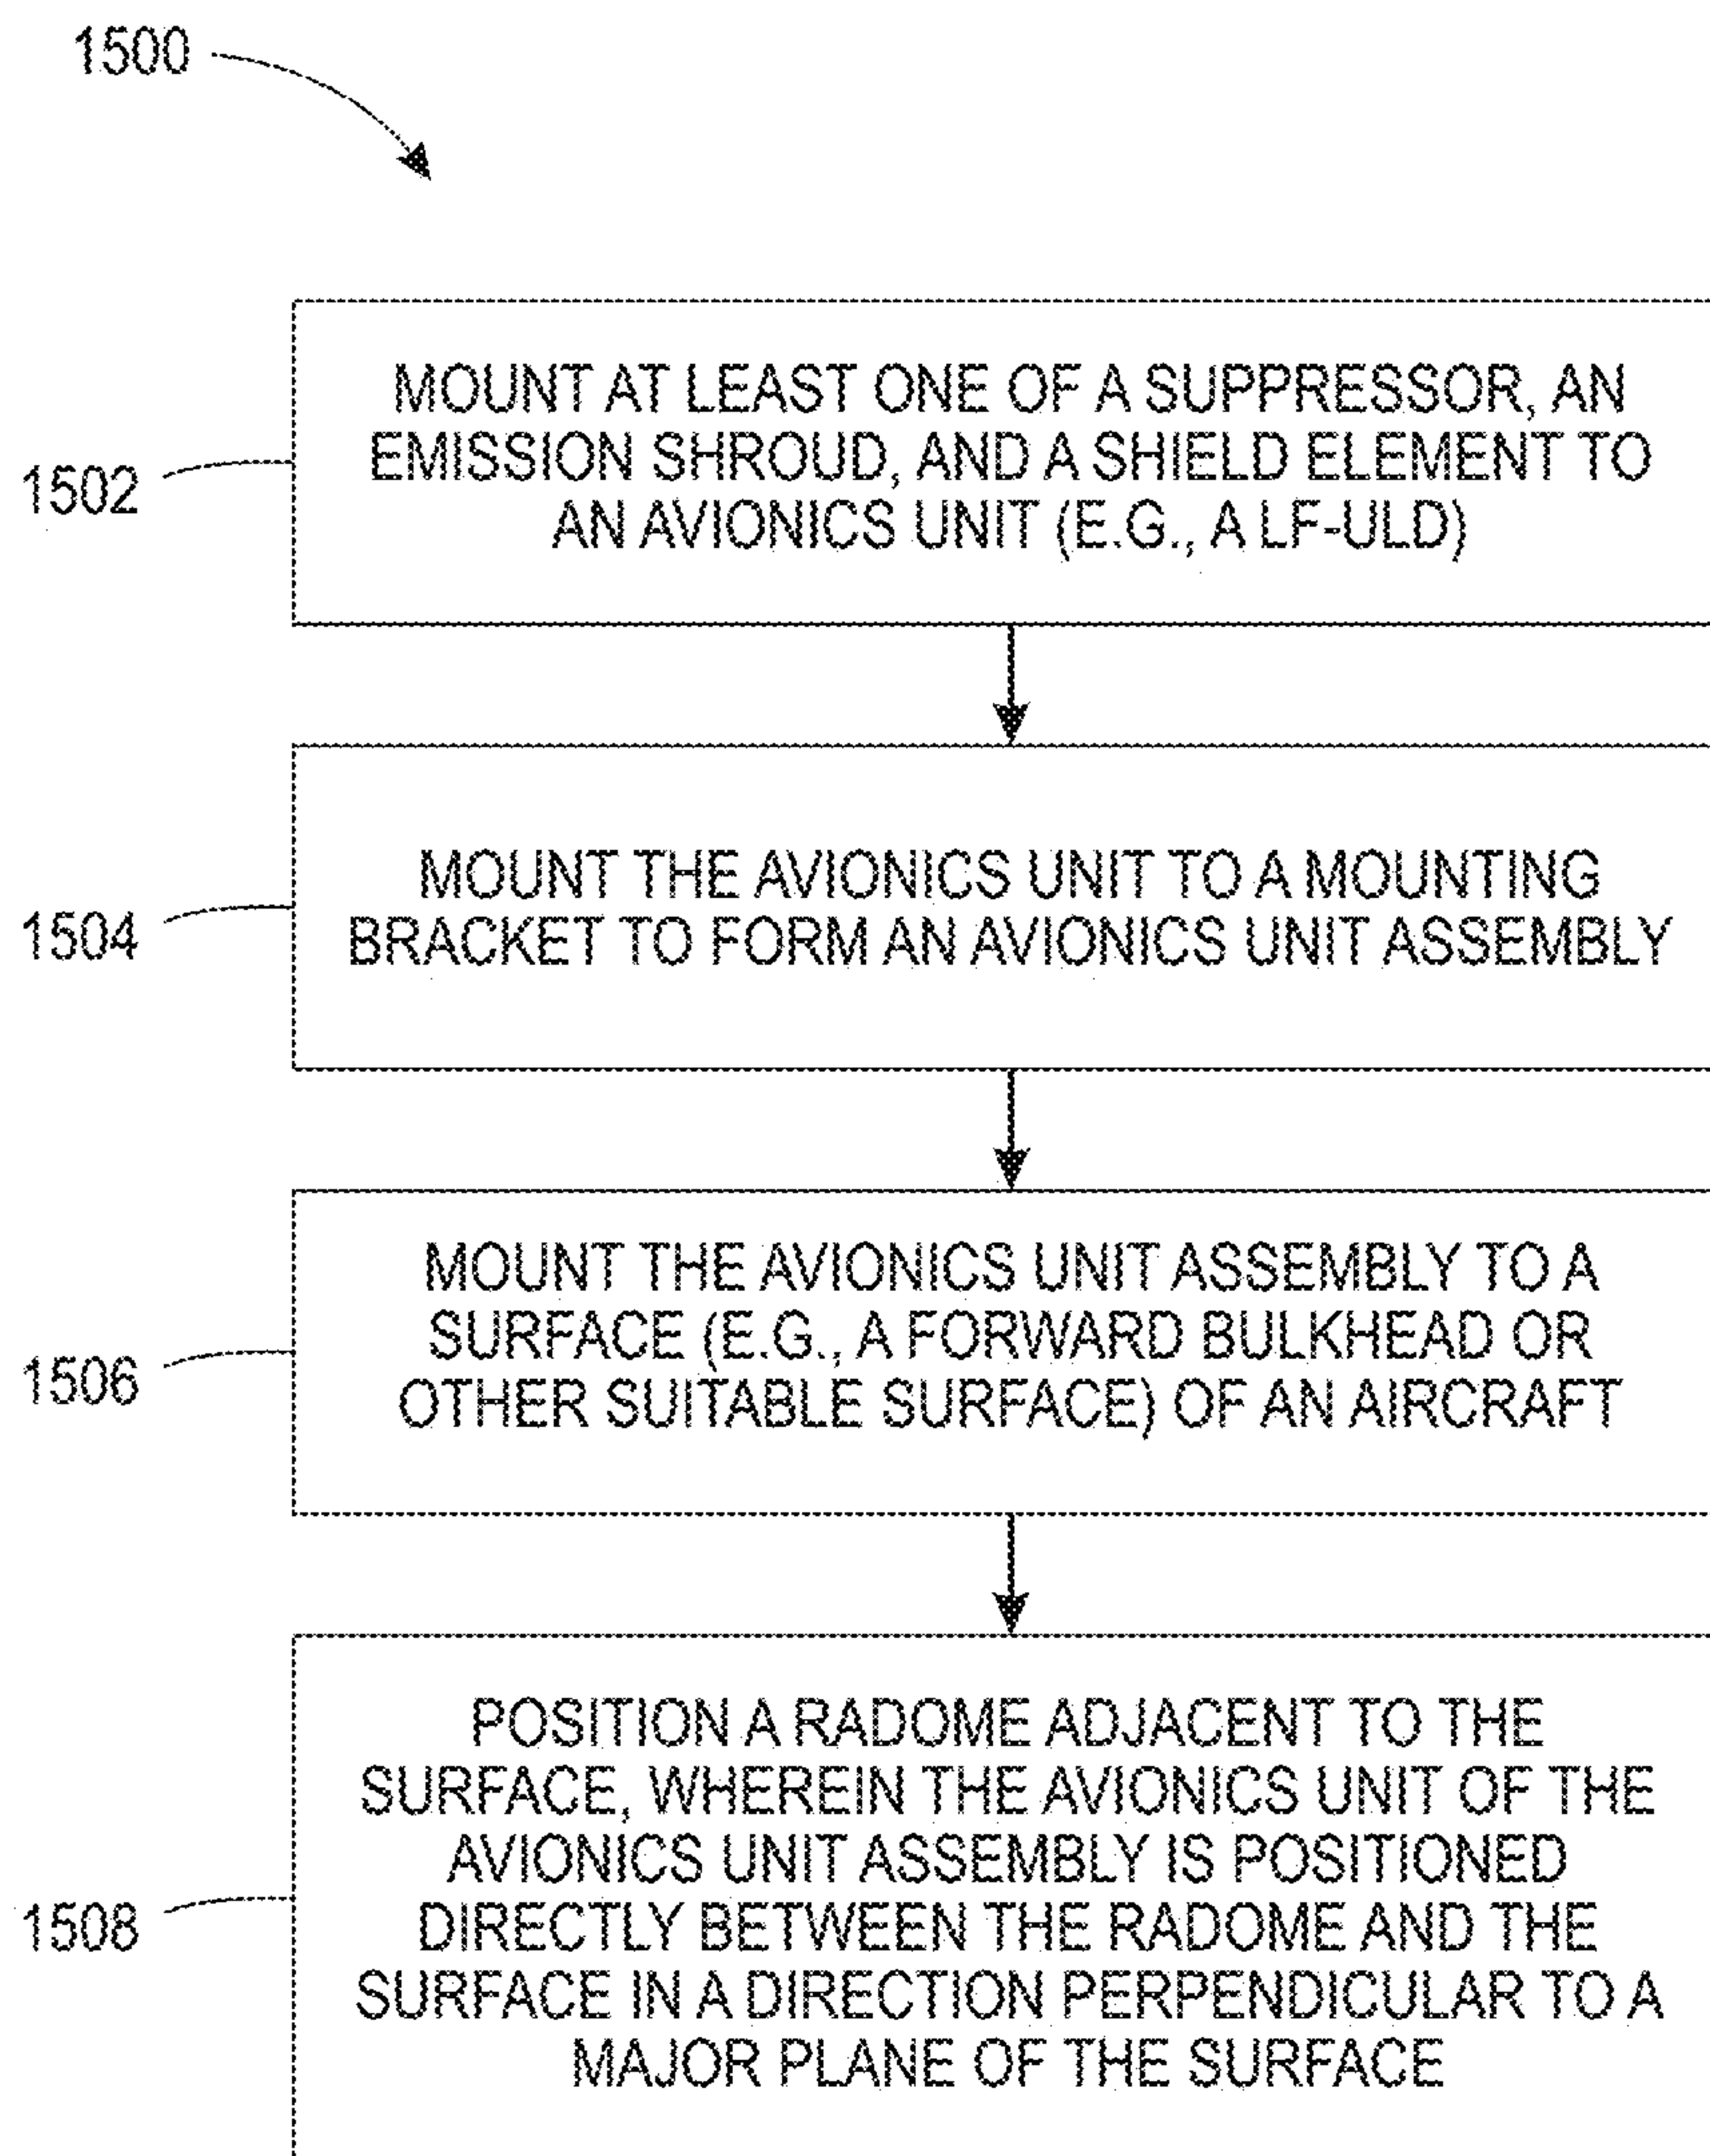 1500
1502
MOUNT AT LEAST ONE OF A SUPPRESSOR, AN
EMISSION SHROUD, AND A SHIELD ELEMENT TO
AN AVIONICS UNIT (E.G., A LF-ULD)
1504
MOUNT THE AVIONICS UNIT TO A MOUNTING
BRACKET TO FORM AN AVIONICS UNIT ASSEMBLY
1506
MOUNT THE AVIONICS UNIT ASSEMBLY TO A
SURFACE (E.G., A FORWARD BULKHEAD OR
OTHER SUITABLE SURFACE) OF AN AIRCRAFT
1508
POSITION A RADOME ADJACENT TO THE
SURFACE, WHEREIN THE AVIONICS UNIT OF THE
AVIONICS UNIT ASSEMBLY IS POSITIONED
DIRECTLY BETWEEN THE RADOME AND THE
SURFACE IN A DIRECTION PERPENDICULAR TO A
MAJOR PLANE OF THE SURFACE